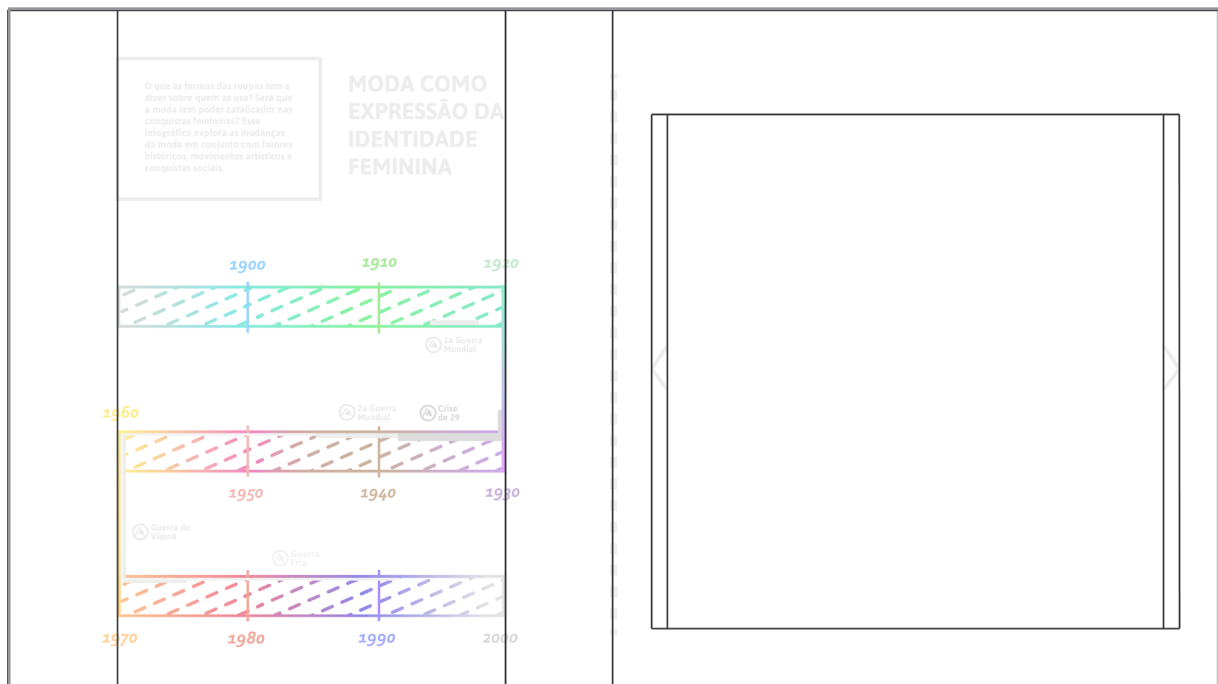 O que as formas das roupas tem a
dizer sobre quem as usa? Será que
a moda tem poder catalizador nas
conquistas femininas? Esse
infográfico explora as mudanças
da moda em conjunto com fatores
históricos, movimentos artísticos e
conquistas sociais.
MODA COMO
EXPRESSÃO DA
IDENTIDADE
FEMININA
1900
1910
1920
1a Guerra
Mundial
1960
2a Guerra
Mundial
Crise
de 29
1950
1940
1930
Guerra do
Vietnã
Guerra
Fria
1970
1980
1990
2000